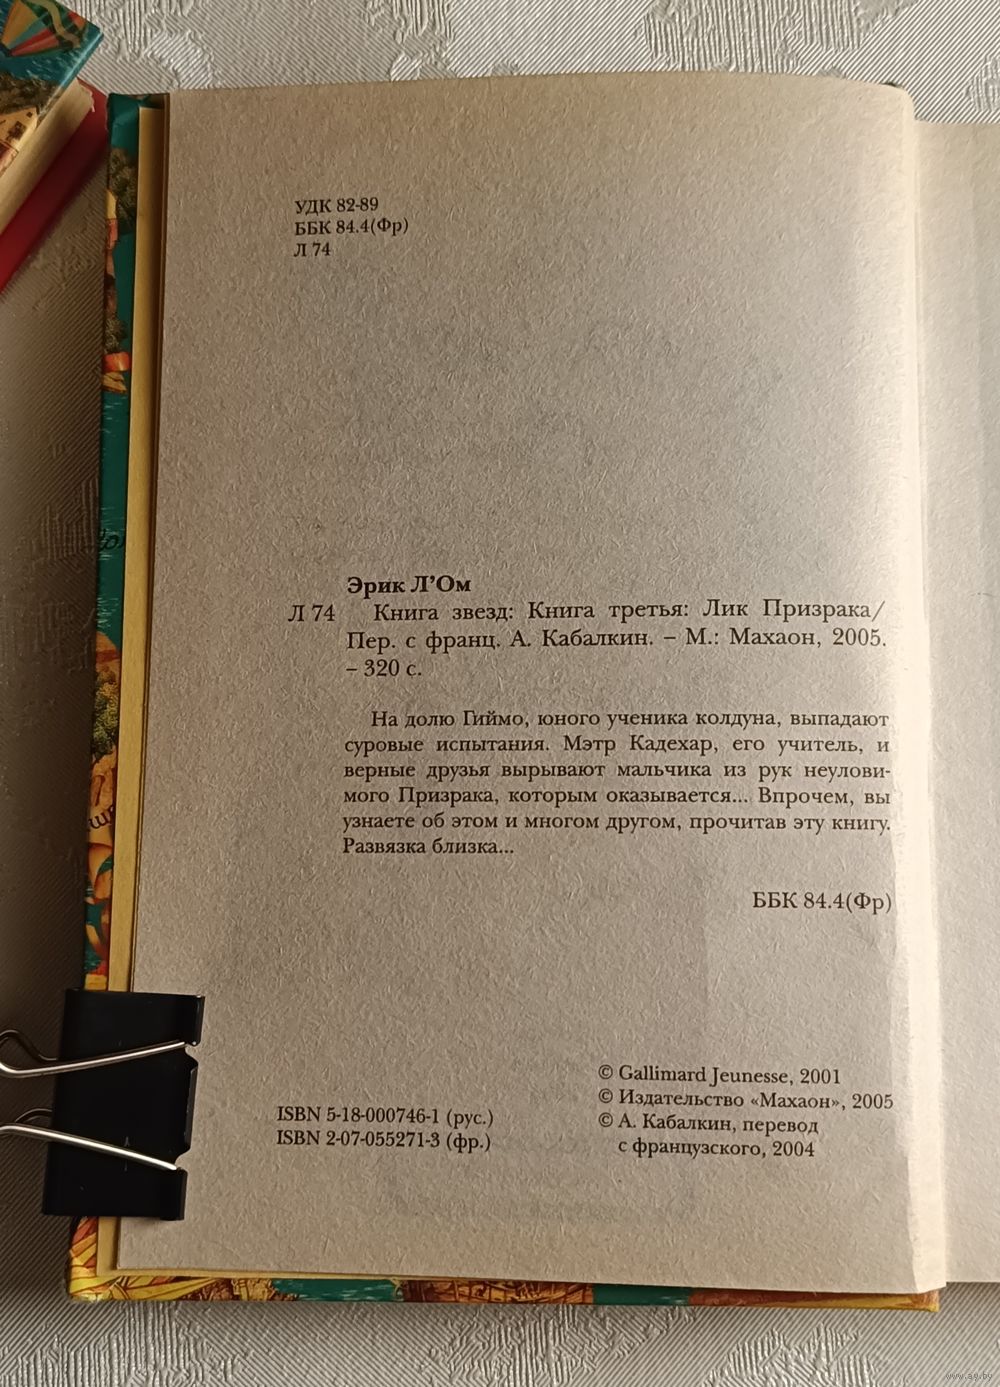 УДК 82-89
ББК 84.4(Фр)
Л 74
Эрик Л’Ом
Л 74 Книга звезд: Книга третья: Лик Призрака/
Пер. с франц. А. Кабалкин. – М.: Махаон, 2005.
– 320 с.
На долю Гиймо, юного ученика колдуна, выпадают
суровые испытания. Мэтр Кадехар, его учитель, и
верные друзья вырывают мальчика из рук неулови-
мого Призрака, которым оказывается... Впрочем, вы
узнаете об этом и многом другом, прочитав эту книгу.
Развязка близка...
ББК 84.4(Фр)
ISBN 5-18-000746-1 (рус.)
ISBN 2-07-055271-3 (фр.)
© Gallimard Jeunesse, 2001
© Издательство «Махаон», 2005
© А. Кабалкин, перевод
с французского, 2004
www.ay.by